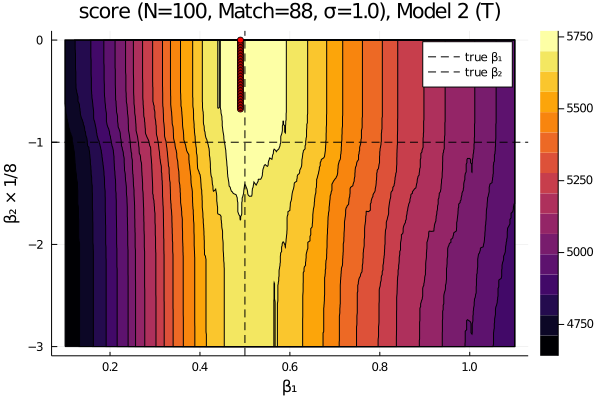 score (N=100, Match=88, σ=1.0), Model 2 (T)
true β₁
true β₂
β₂ × 1/8
0
−1
−2
−3
0.2
0.4
0.6
0.8
1.0
β₁
5750
5500
5250
5000
4750